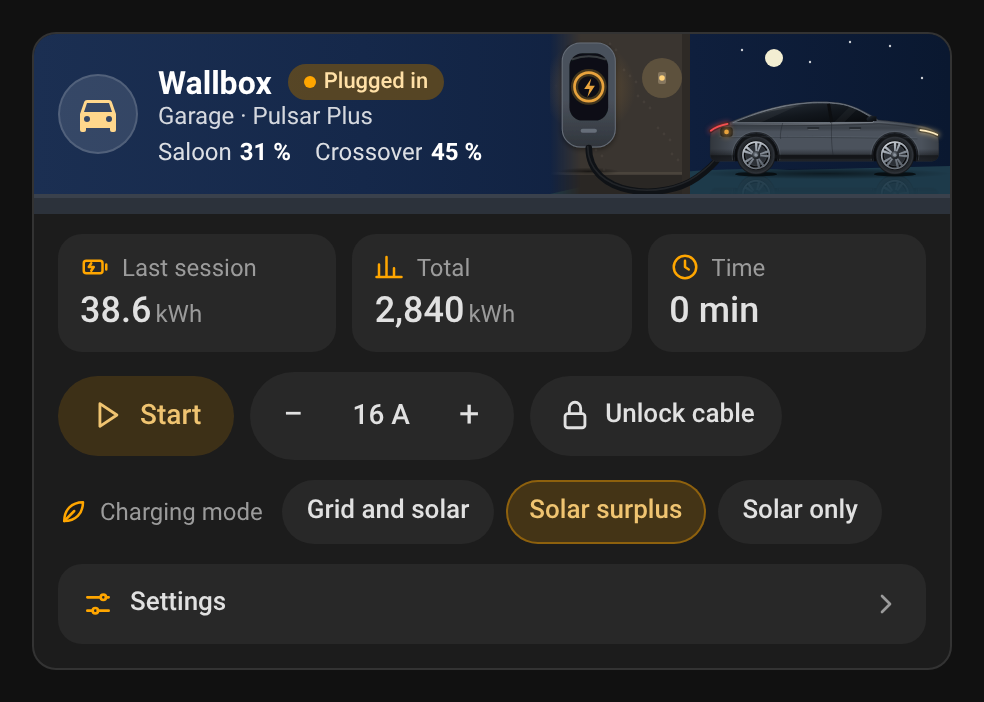 Wallbox Plugged in
Garage · Pulsar Plus
Saloon 31 % Crossover 45 %
Last session Total Time
38.6 kWh 2,840 kWh 0 min
Start − 16 A + Unlock cable
Charging mode Grid and solar Solar surplus Solar only
Settings